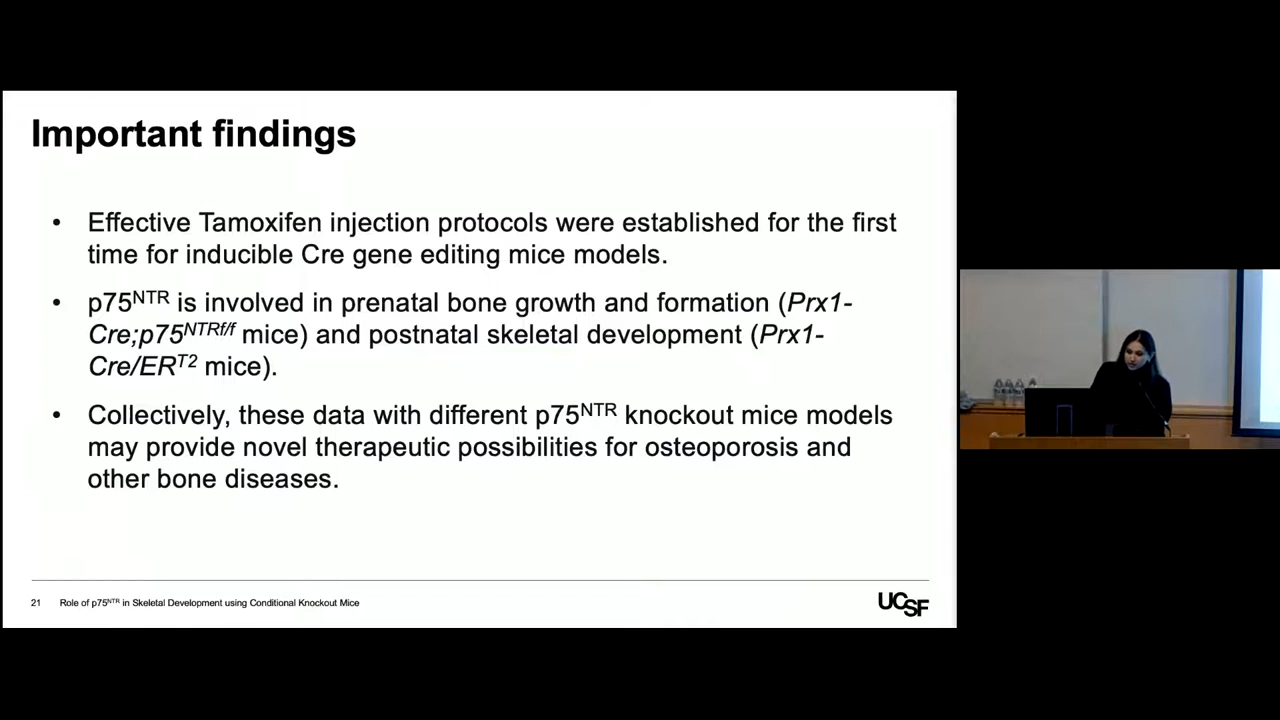 Important findings
• Effective Tamoxifen injection protocols were established for the first
time for inducible Cre gene editing mice models.
• p75NTR is involved in prenatal bone growth and formation (Prx1-
Cre;p75NTRf/f mice) and postnatal skeletal development (Prx1-
Cre/ERT2 mice).
• Collectively, these data with different p75NTR knockout mice models
may provide novel therapeutic possibilities for osteoporosis and
other bone diseases.
21 Role of p75NTR in Skeletal Development using Conditional Knockout Mice
UCSF